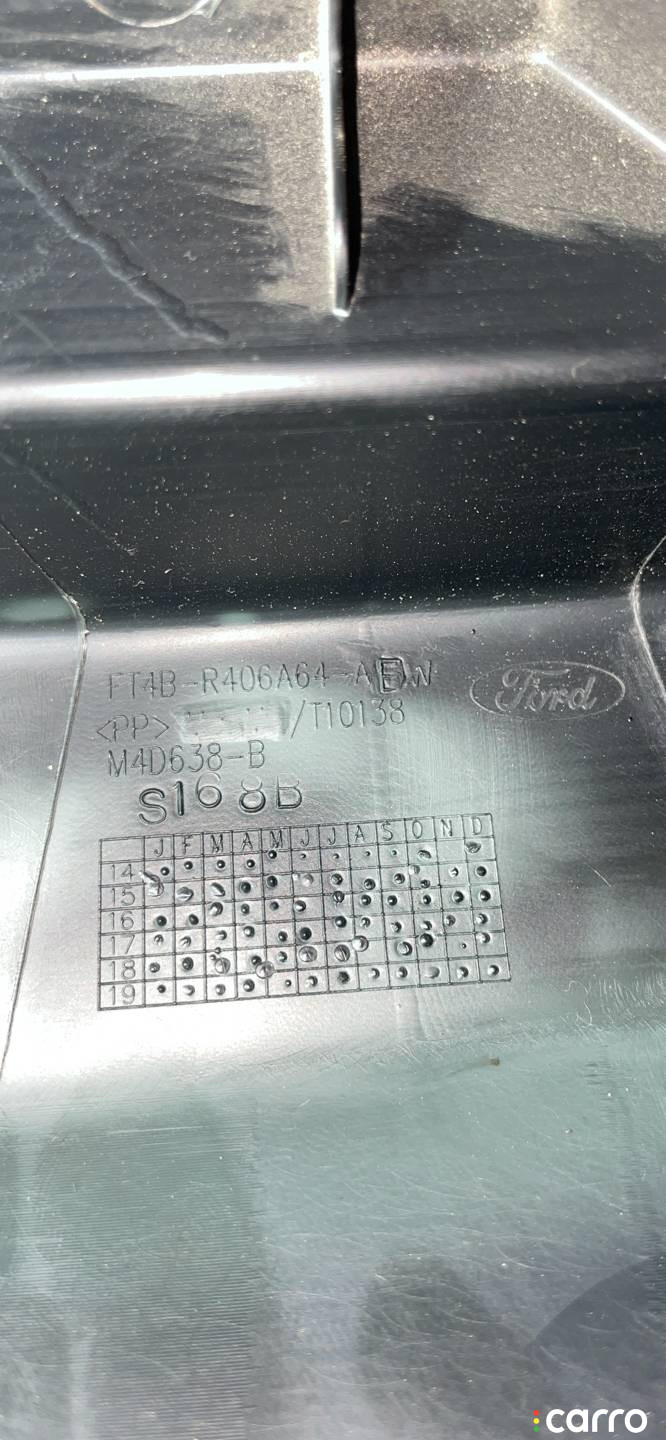 FT4B-R406A64-AEW
Ford
<PP> /T10138
M4D638-B
S168B
J F M A M J J A S O N D
14
15
16
17
18
19
carro